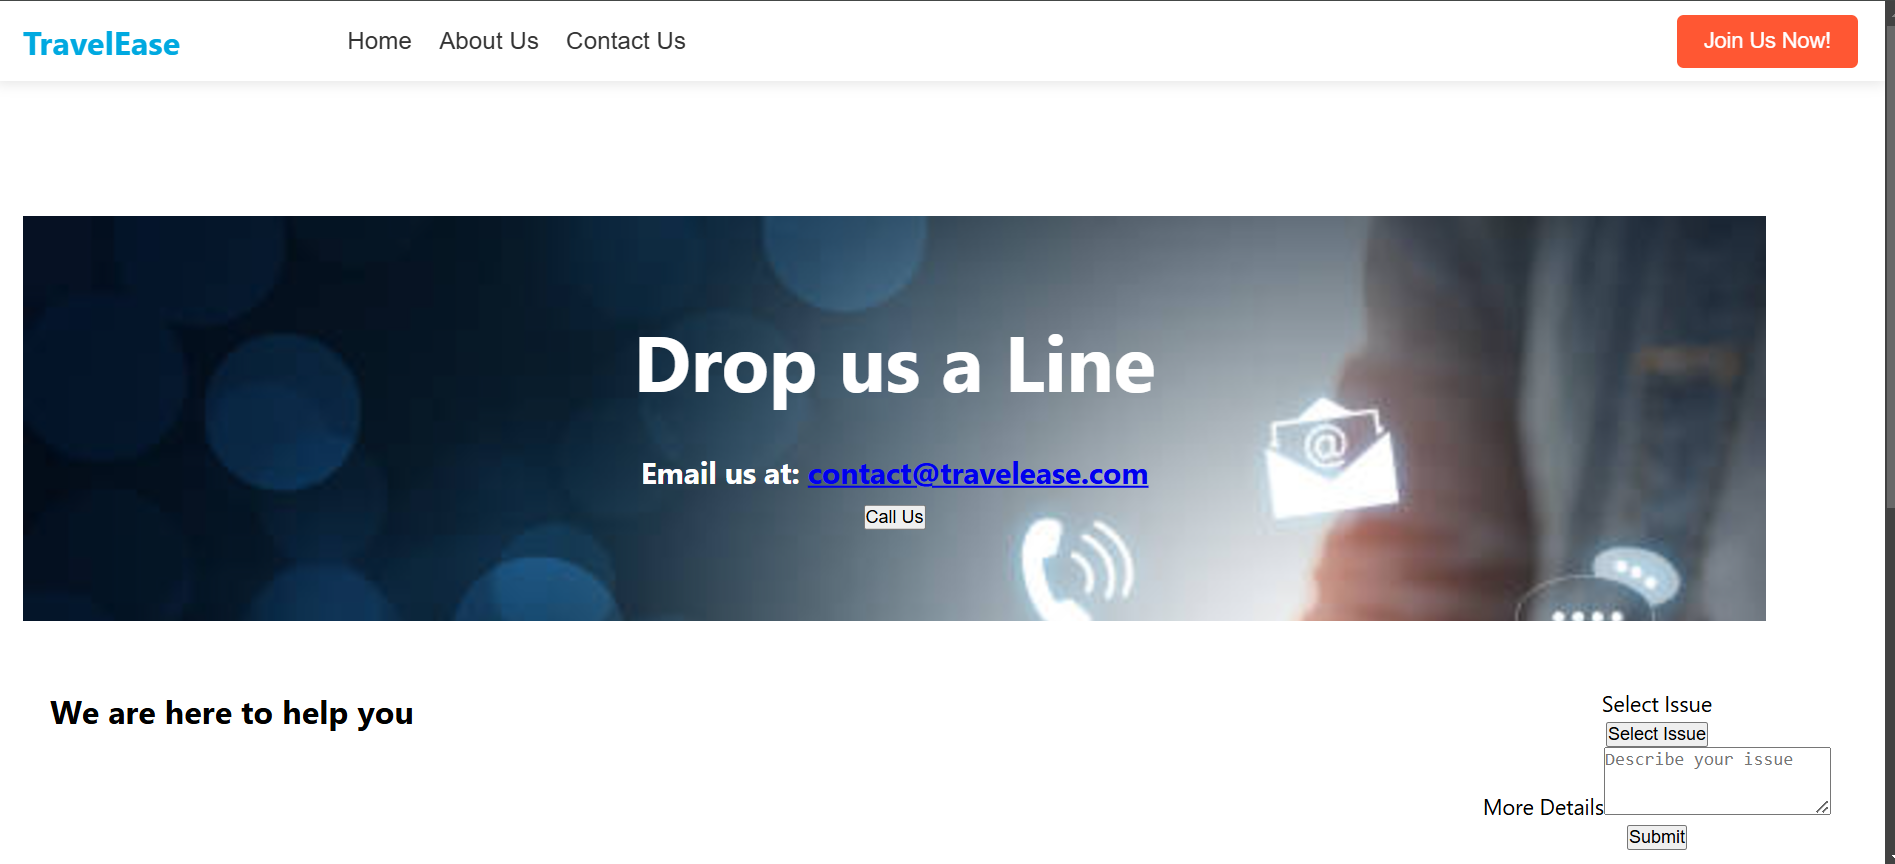 TravelEase
Home About Us Contact Us
Join Us Now!
Drop us a Line
Email us at: contact@travelease.com
Call Us
@
We are here to help you
Select Issue
Select Issue
Describe your issue
More Details
Submit